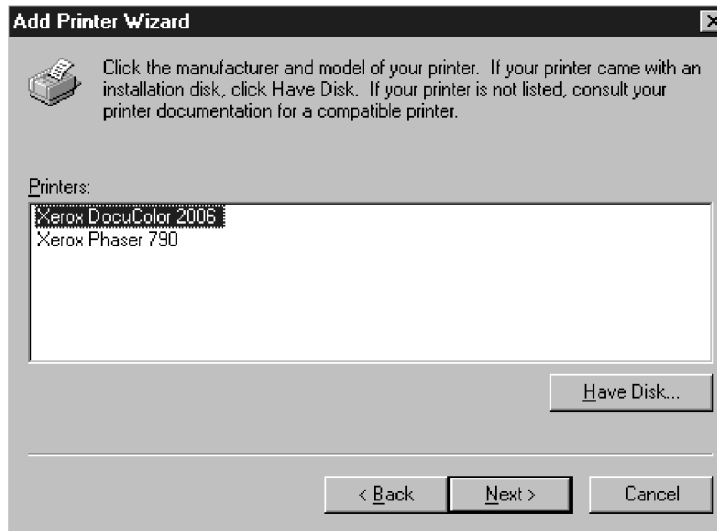 Add Printer Wizard
Click the manufacturer and model of your printer. If your printer came with an
installation disk, click Have Disk. If your printer is not listed, consult your
printer documentation for a compatible printer.
Printers:
Xerox DocuColor 2006
Xerox Phaser 790
Have Disk...
< Back
Next >
Cancel